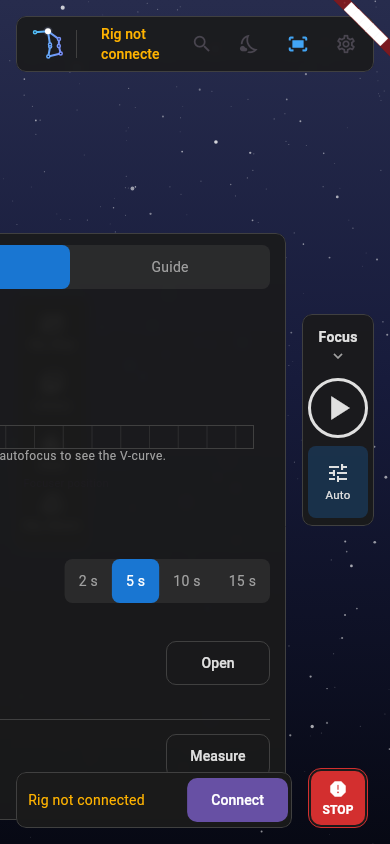 Rig not
connecte
Guide
Focus
autofocus to see the V-curve.
Auto
2 s
5 s
10 s
15 s
Open
Measure
Rig not connected
Connect
STOP